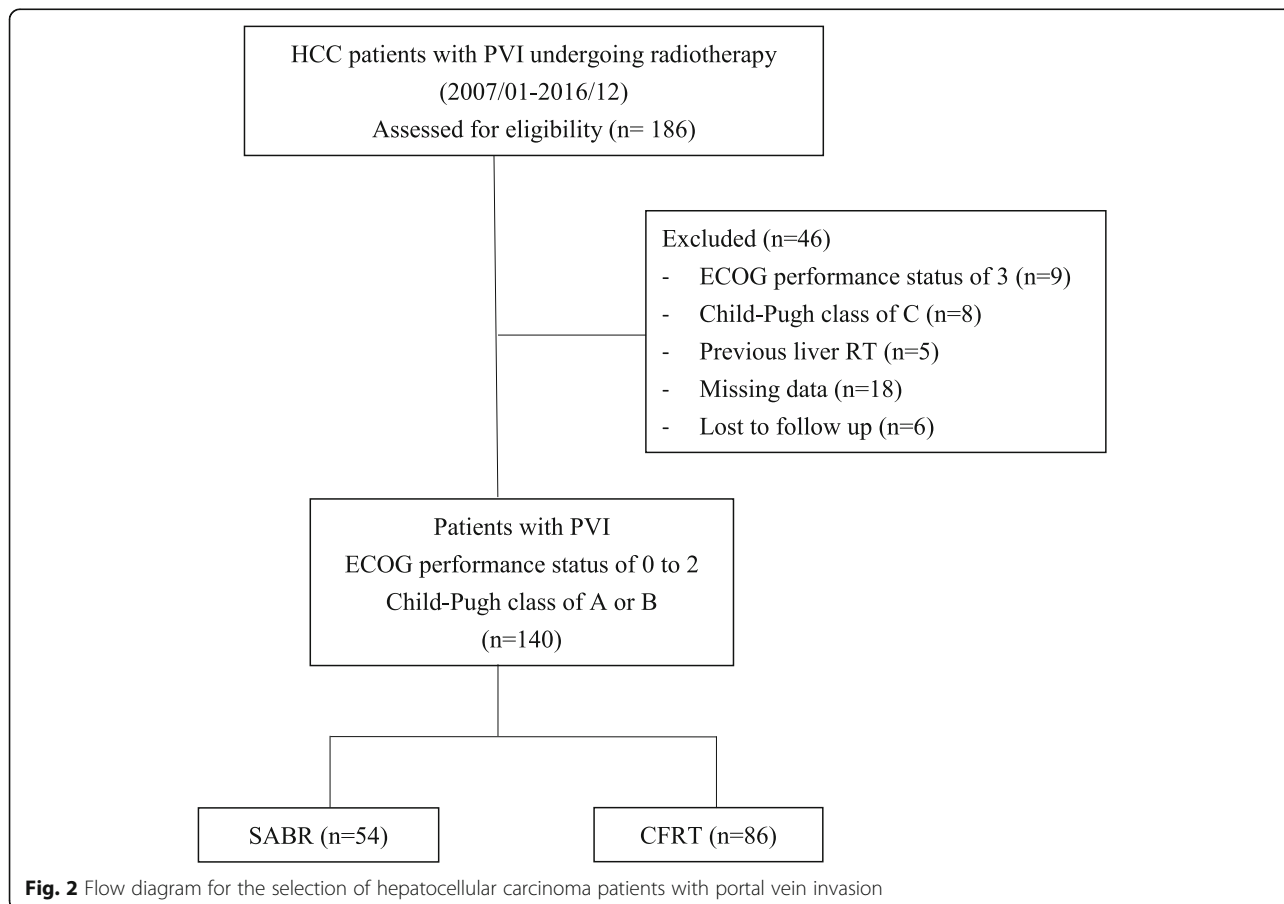 HCC patients with PVI undergoing radiotherapy
(2007/01-2016/12)
Assessed for eligibility (n= 186)
Excluded (n=46)
- ECOG performance status of 3 (n=9)
- Child-Pugh class of C (n=8)
- Previous liver RT (n=5)
- Missing data (n=18)
- Lost to follow up (n=6)
Patients with PVI
ECOG performance status of 0 to 2
Child-Pugh class of A or B
(n=140)
SABR (n=54)
CFRT (n=86)
Fig. 2 Flow diagram for the selection of hepatocellular carcinoma patients with portal vein invasion